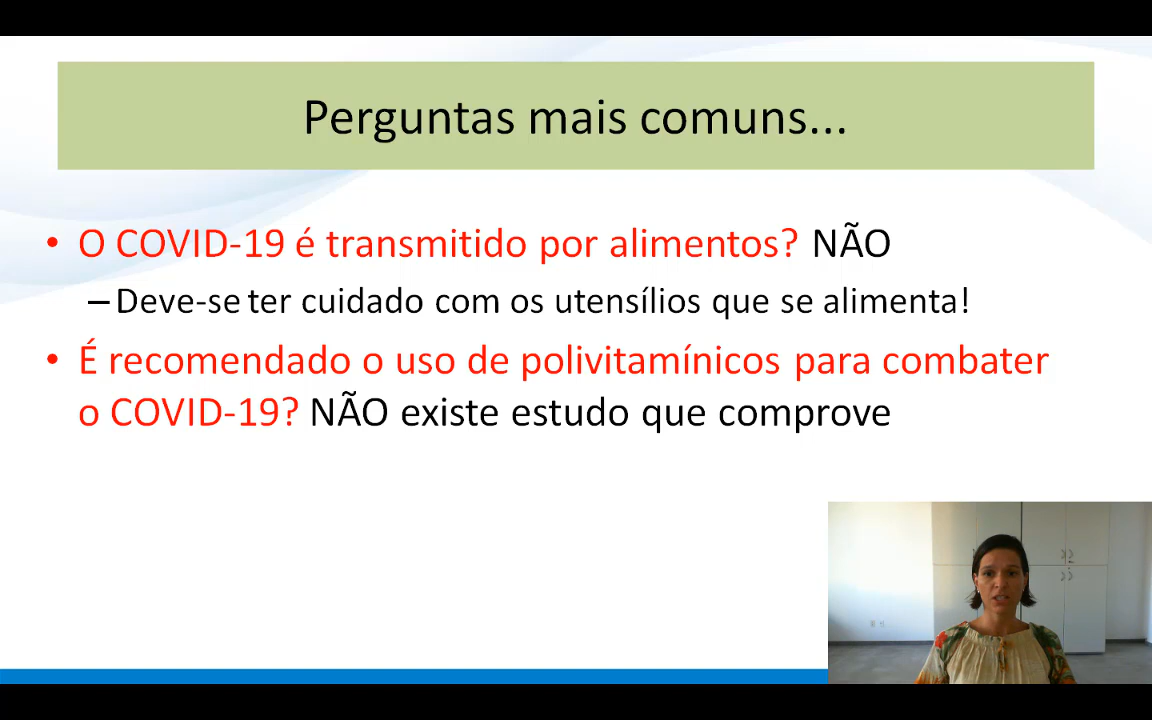 Perguntas mais comuns...
• O COVID-19 é transmitido por alimentos? NÃO
– Deve-se ter cuidado com os utensílios que se alimenta!
• É recomendado o uso de polivitamínicos para combater
o COVID-19? NÃO existe estudo que comprove